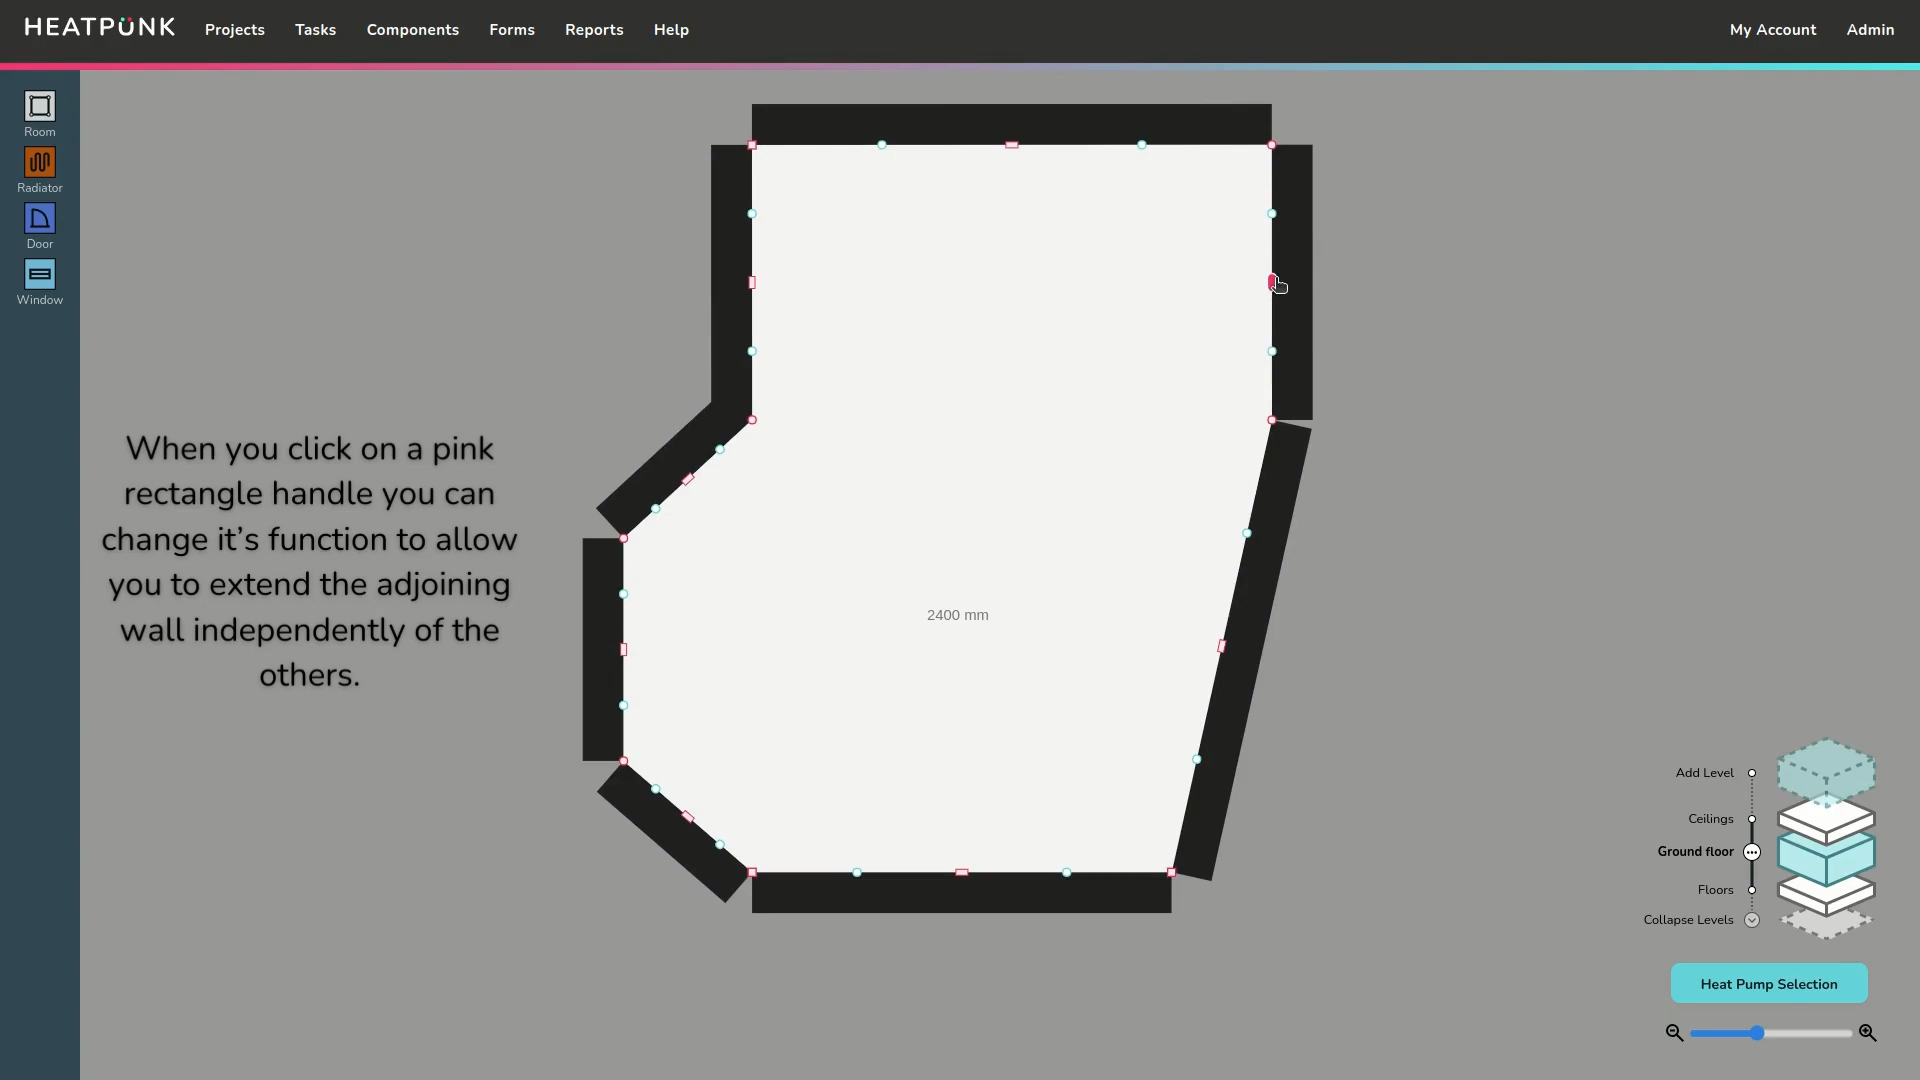 HEATPÜNK Projects Tasks Components Forms Reports Help My Account Admin
Room
Radiator
Door
Window
When you click on a pink
rectangle handle you can
change it’s function to allow
you to extend the adjoining
wall independently of the
others.
2400 mm
Add Level
Ceilings
Ground floor
Floors
Collapse Levels
Heat Pump Selection